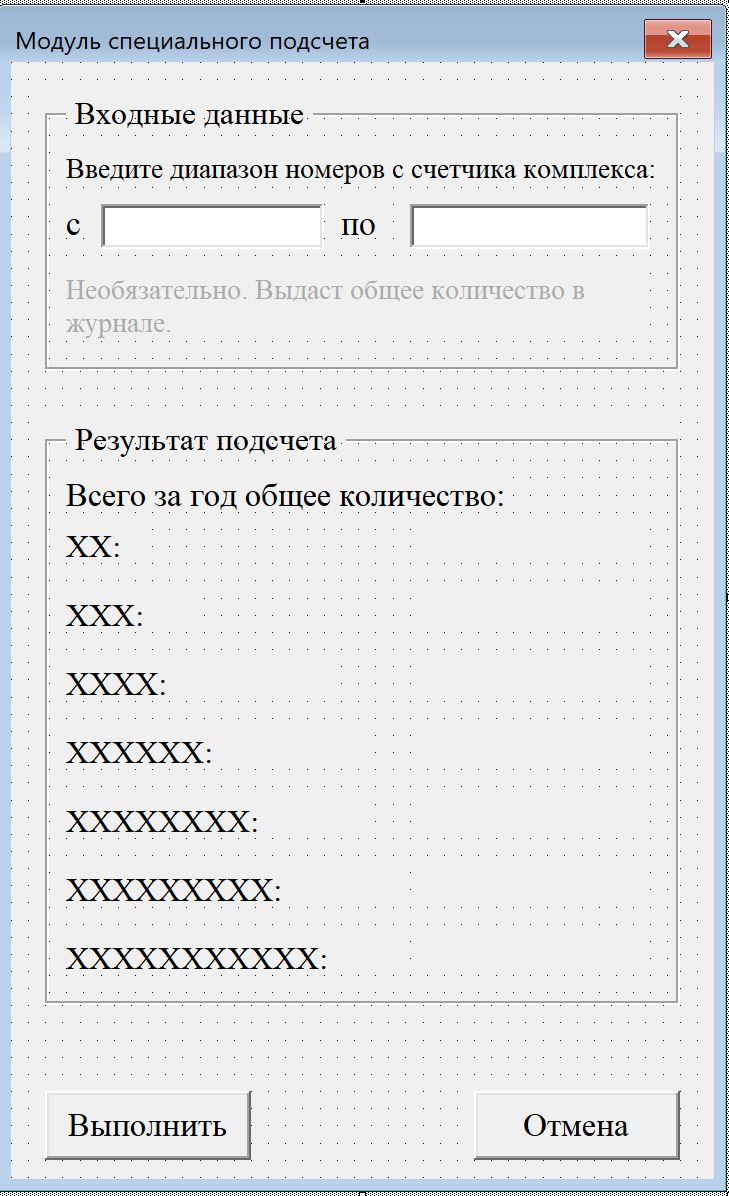 Модуль специального подсчета
Входные данные
Введите диапазон номеров с счетчика комплекса:
с по
Необязательно. Выдаст общее количество в
журнале.
Результат подсчета
Всего за год общее количество:
XX:
XXX:
XXXX:
XXXXXX:
XXXXXXXX:
XXXXXXXXX:
XXXXXXXXXXX:
Выполнить Отмена